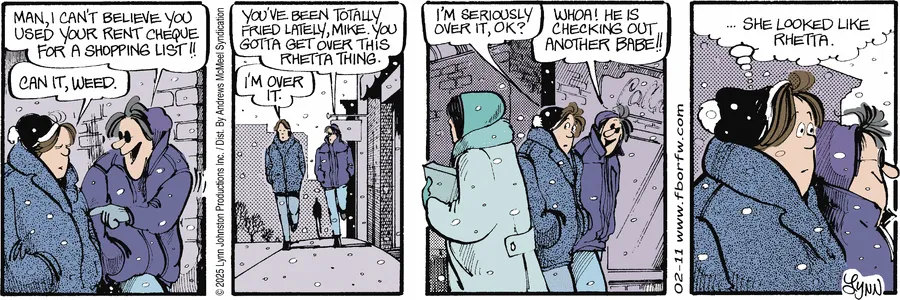 MAN, I CAN'T BELIEVE YOU
USED YOUR RENT CHEQUE
FOR A SHOPPING LIST!!
CAN IT, WEED.
© 2025 Lynn Johnston Productions Inc. / Dist. By Andrews McMeel Syndication
YOU'VE BEEN TOTALLY
FRIED LATELY, MIKE. YOU
GOTTA GET OVER THIS
RHETTA THING.
I'M OVER
IT.
I'M SERIOUSLY
OVER IT, OK?
WHOA! HE IS
CHECKING OUT
ANOTHER BABE!!
02-11 www.fborfw.com
... SHE LOOKED LIKE
RHETTA.
LYNN